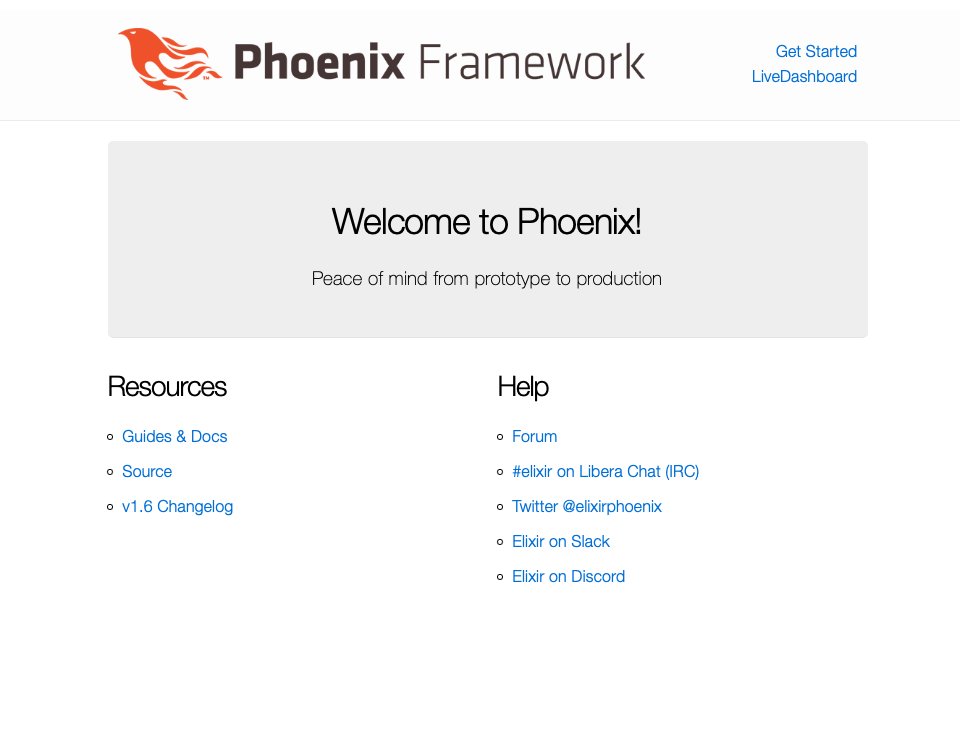 Phoenix Framework
Get Started
LiveDashboard
Welcome to Phoenix!
Peace of mind from prototype to production
Resources
Guides & Docs
Source
v1.6 Changelog
Help
Forum
#elixir on Libera Chat (IRC)
Twitter @elixirphoenix
Elixir on Slack
Elixir on Discord